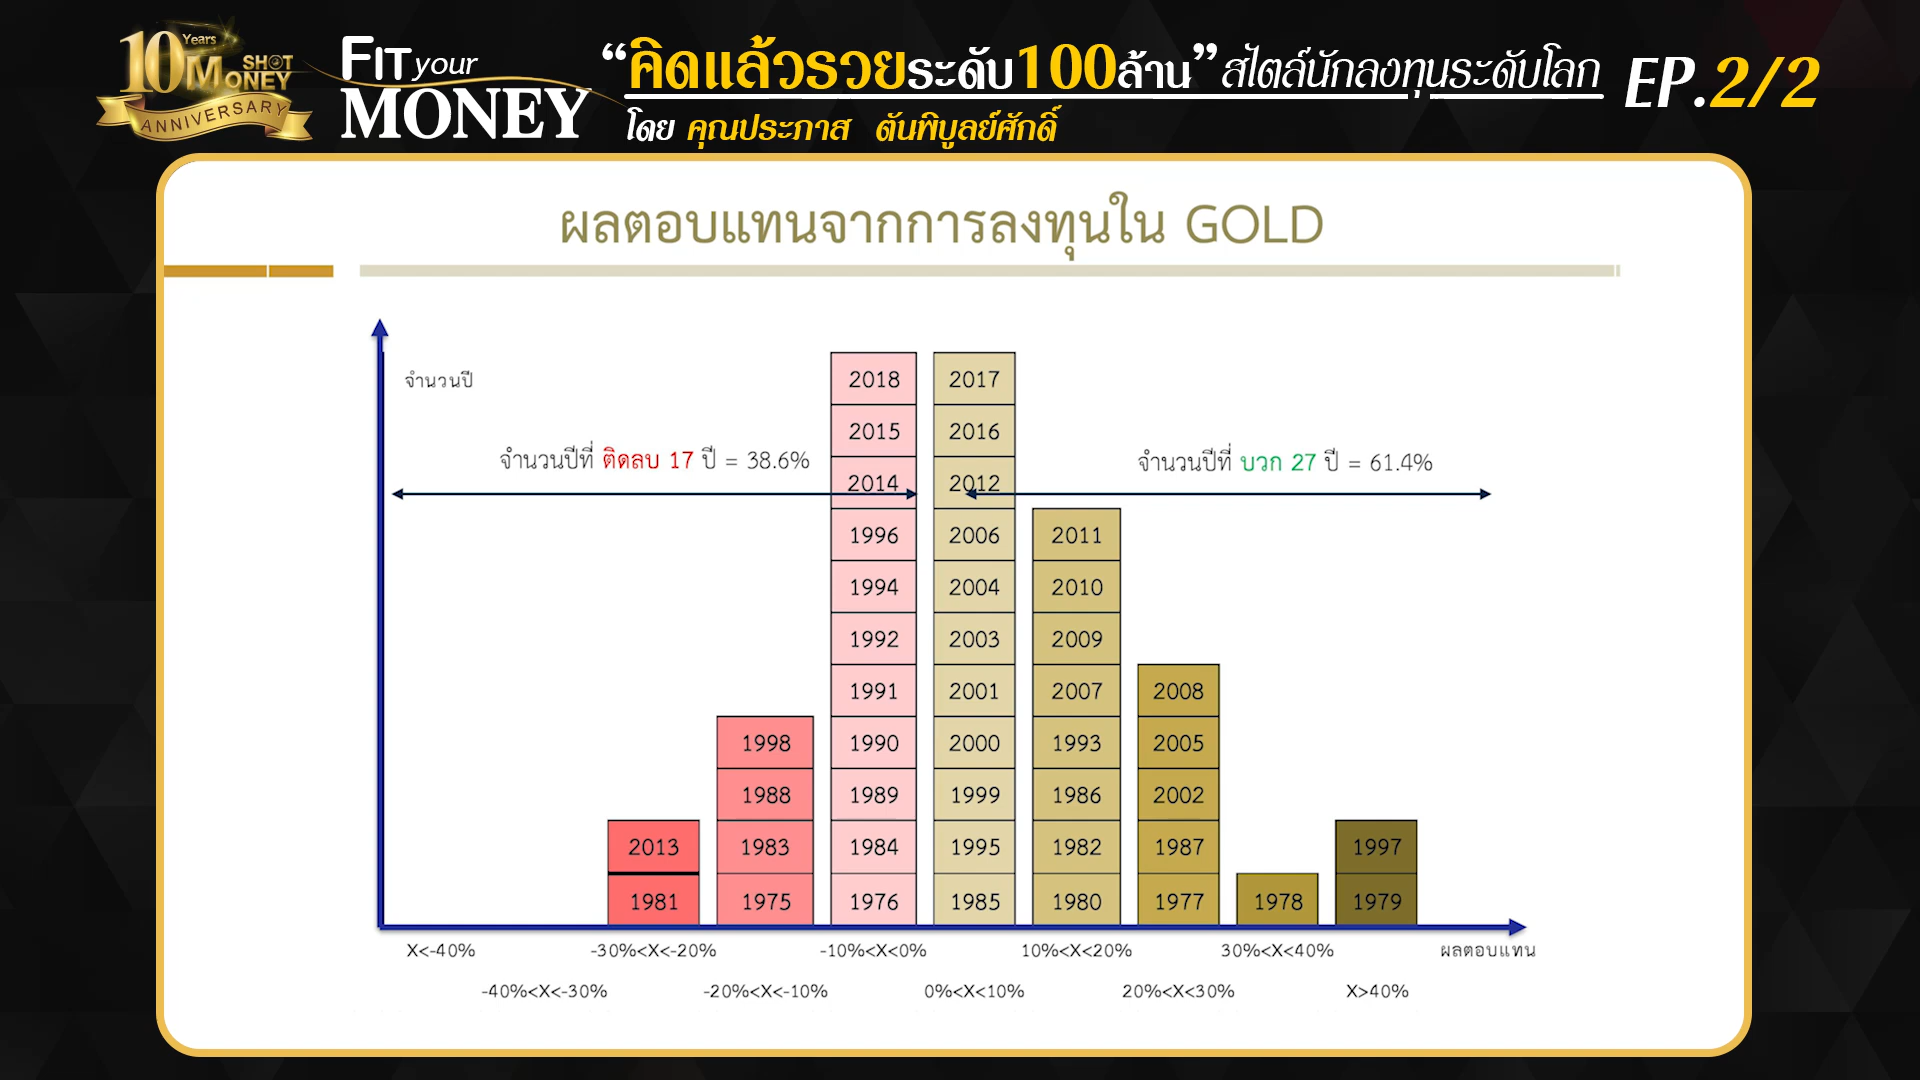 10 Years
SHOT
MONEY
ANNIVERSARY
FIT your
MONEY
“คิดแล้วรวยระดับ100ล้าน” สไตล์นักลงทุนระดับโลก EP.2/2
โดย คุณประภาส ตันพิบูลย์ศักดิ์
ผลตอบแทนจากการลงทุนใน GOLD
จำนวนปี
จำนวนปีที่ ติดลบ 17 ปี = 38.6%
จำนวนปีที่ บวก 27 ปี = 61.4%
2018 2017
2015 2016
2014 2012
1996 2006 2011
1994 2004 2010
1992 2003 2009
1991 2001 2007 2008
1998 1990 2000 1993 2005
1988 1989 1999 1986 2002
2013 1983 1984 1995 1982 1987 1997
1981 1975 1976 1985 1980 1977 1978 1979
X<-40% -30%<X<-20% -10%<X<0% 10%<X<20% 30%<X<40% ผลตอบแทน
-40%<X<-30% -20%<X<-10% 0%<X<10% 20%<X<30% X>40%